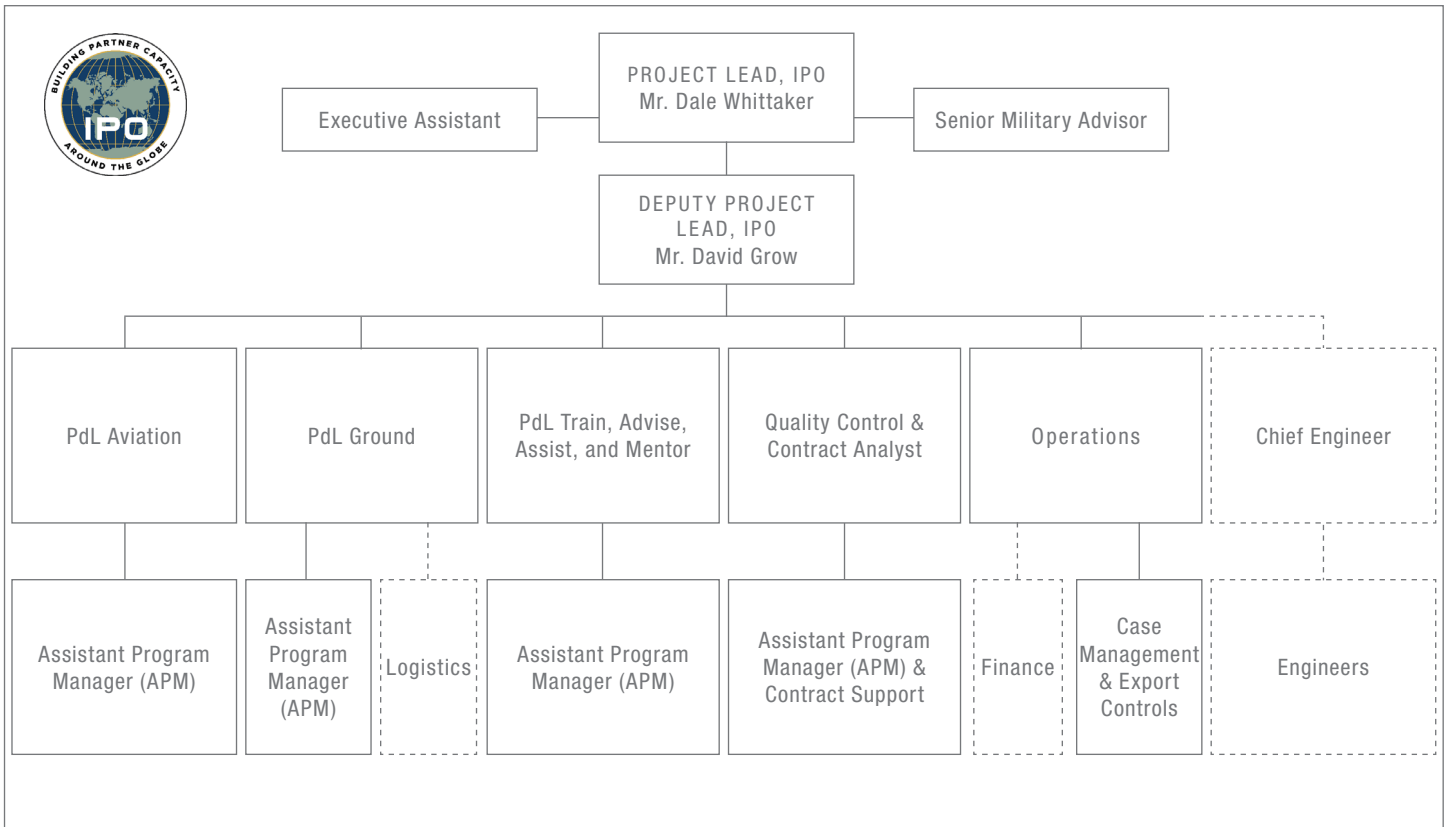 BUILDING PARTNER CAPACITY
IPO
AROUND THE GLOBE
PROJECT LEAD, IPO
Mr. Dale Whittaker
Executive Assistant
Senior Military Advisor
DEPUTY PROJECT
LEAD, IPO
Mr. David Grow
PdL Aviation
PdL Ground
PdL Train, Advise,
Assist, and Mentor
Quality Control &
Contract Analyst
Operations
Chief Engineer
Assistant Program
Manager (APM)
Assistant
Program
Manager
(APM)
Logistics
Assistant Program
Manager (APM)
Assistant Program
Manager (APM) &
Contract Support
Finance
Case
Management
& Export
Controls
Engineers